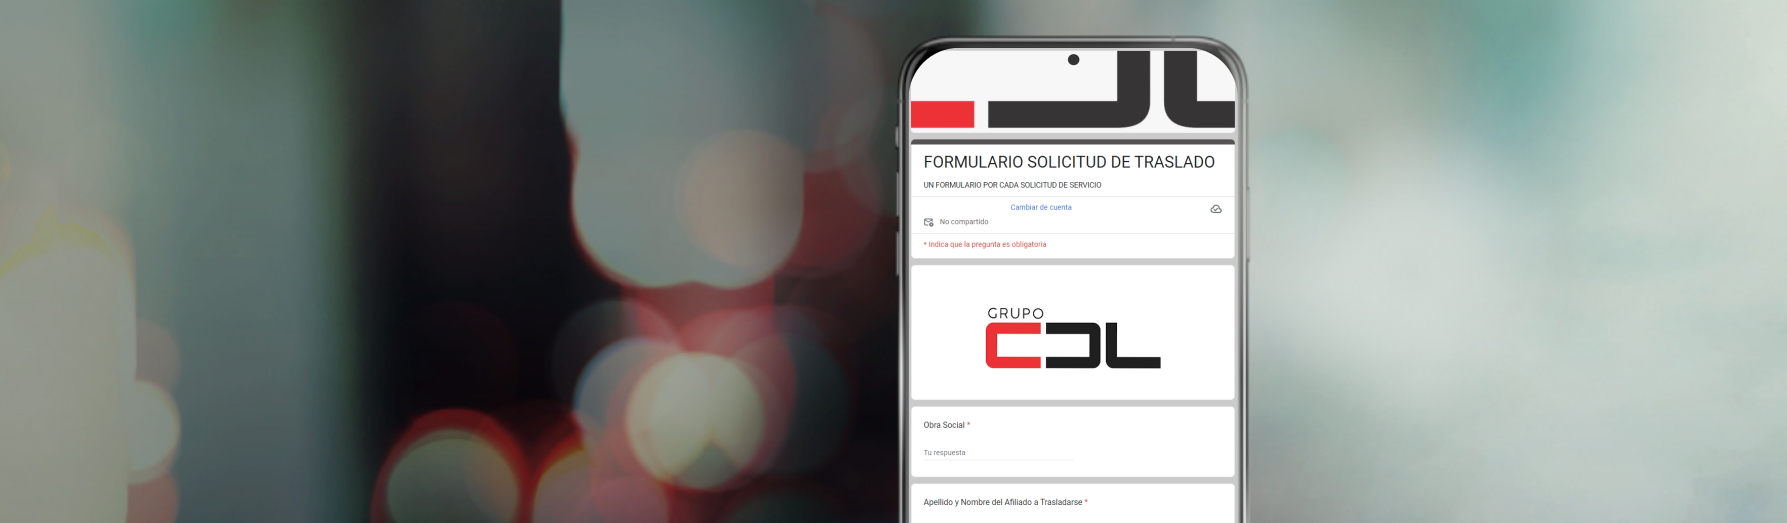 FORMULARIO SOLICITUD DE TRASLADO
UN FORMULARIO POR CADA SOLICITUD DE SERVICIO
Cambiar de cuenta
No compartido
* Indica que la pregunta es obligatoria
GRUPO
CDL
Obra Social *
Tu respuesta
Apellido y Nombre del Afiliado a Trasladarse *